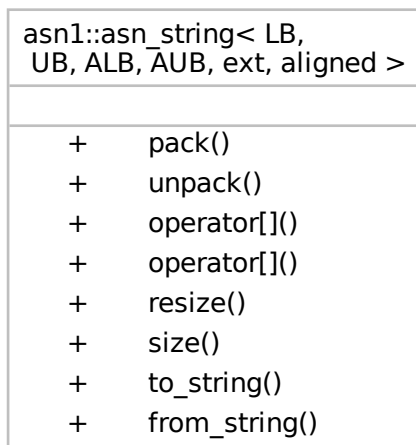 asn1::asn_string< LB,
UB, ALB, AUB, ext, aligned >
+ pack()
+ unpack()
+ operator[]()
+ operator[]()
+ resize()
+ size()
+ to_string()
+ from_string()